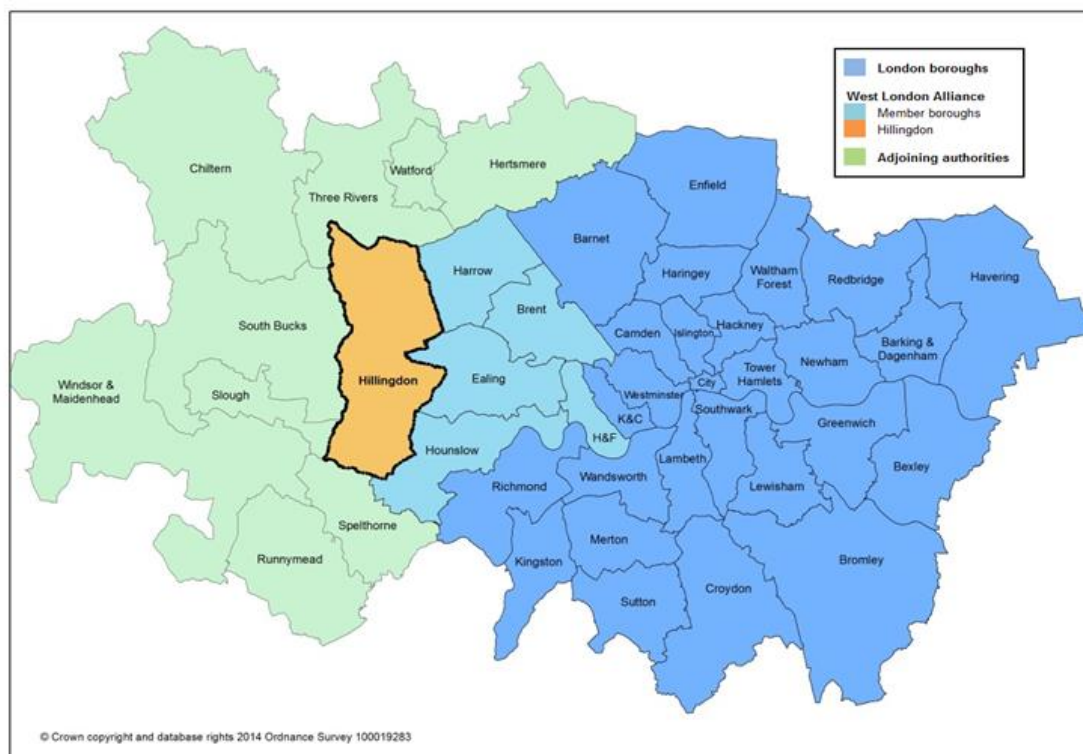 London boroughs
West London Alliance
Member boroughs
Hillingdon
Adjoining authorities
Chiltern
Watford
Hertsmere
Three Rivers
Enfield
Barnet
Harrow
Haringey
Waltham
Forest
Redbridge
Havering
Brent
South Bucks
Camden
Islington
Hackney
Barking &
Dagenham
Newham
Windsor &
Maidenhead
Slough
Hillingdon
Ealing
Tower
Hamlets
City
Westminster
K&C
Southwark
Greenwich
H&F
Hounslow
Lambeth
Bexley
Richmond
Wandsworth
Lewisham
Spelthorne
Runnymead
Merton
Kingston
Bromley
Croydon
Sutton
© Crown copyright and database rights 2014 Ordnance Survey 100019283